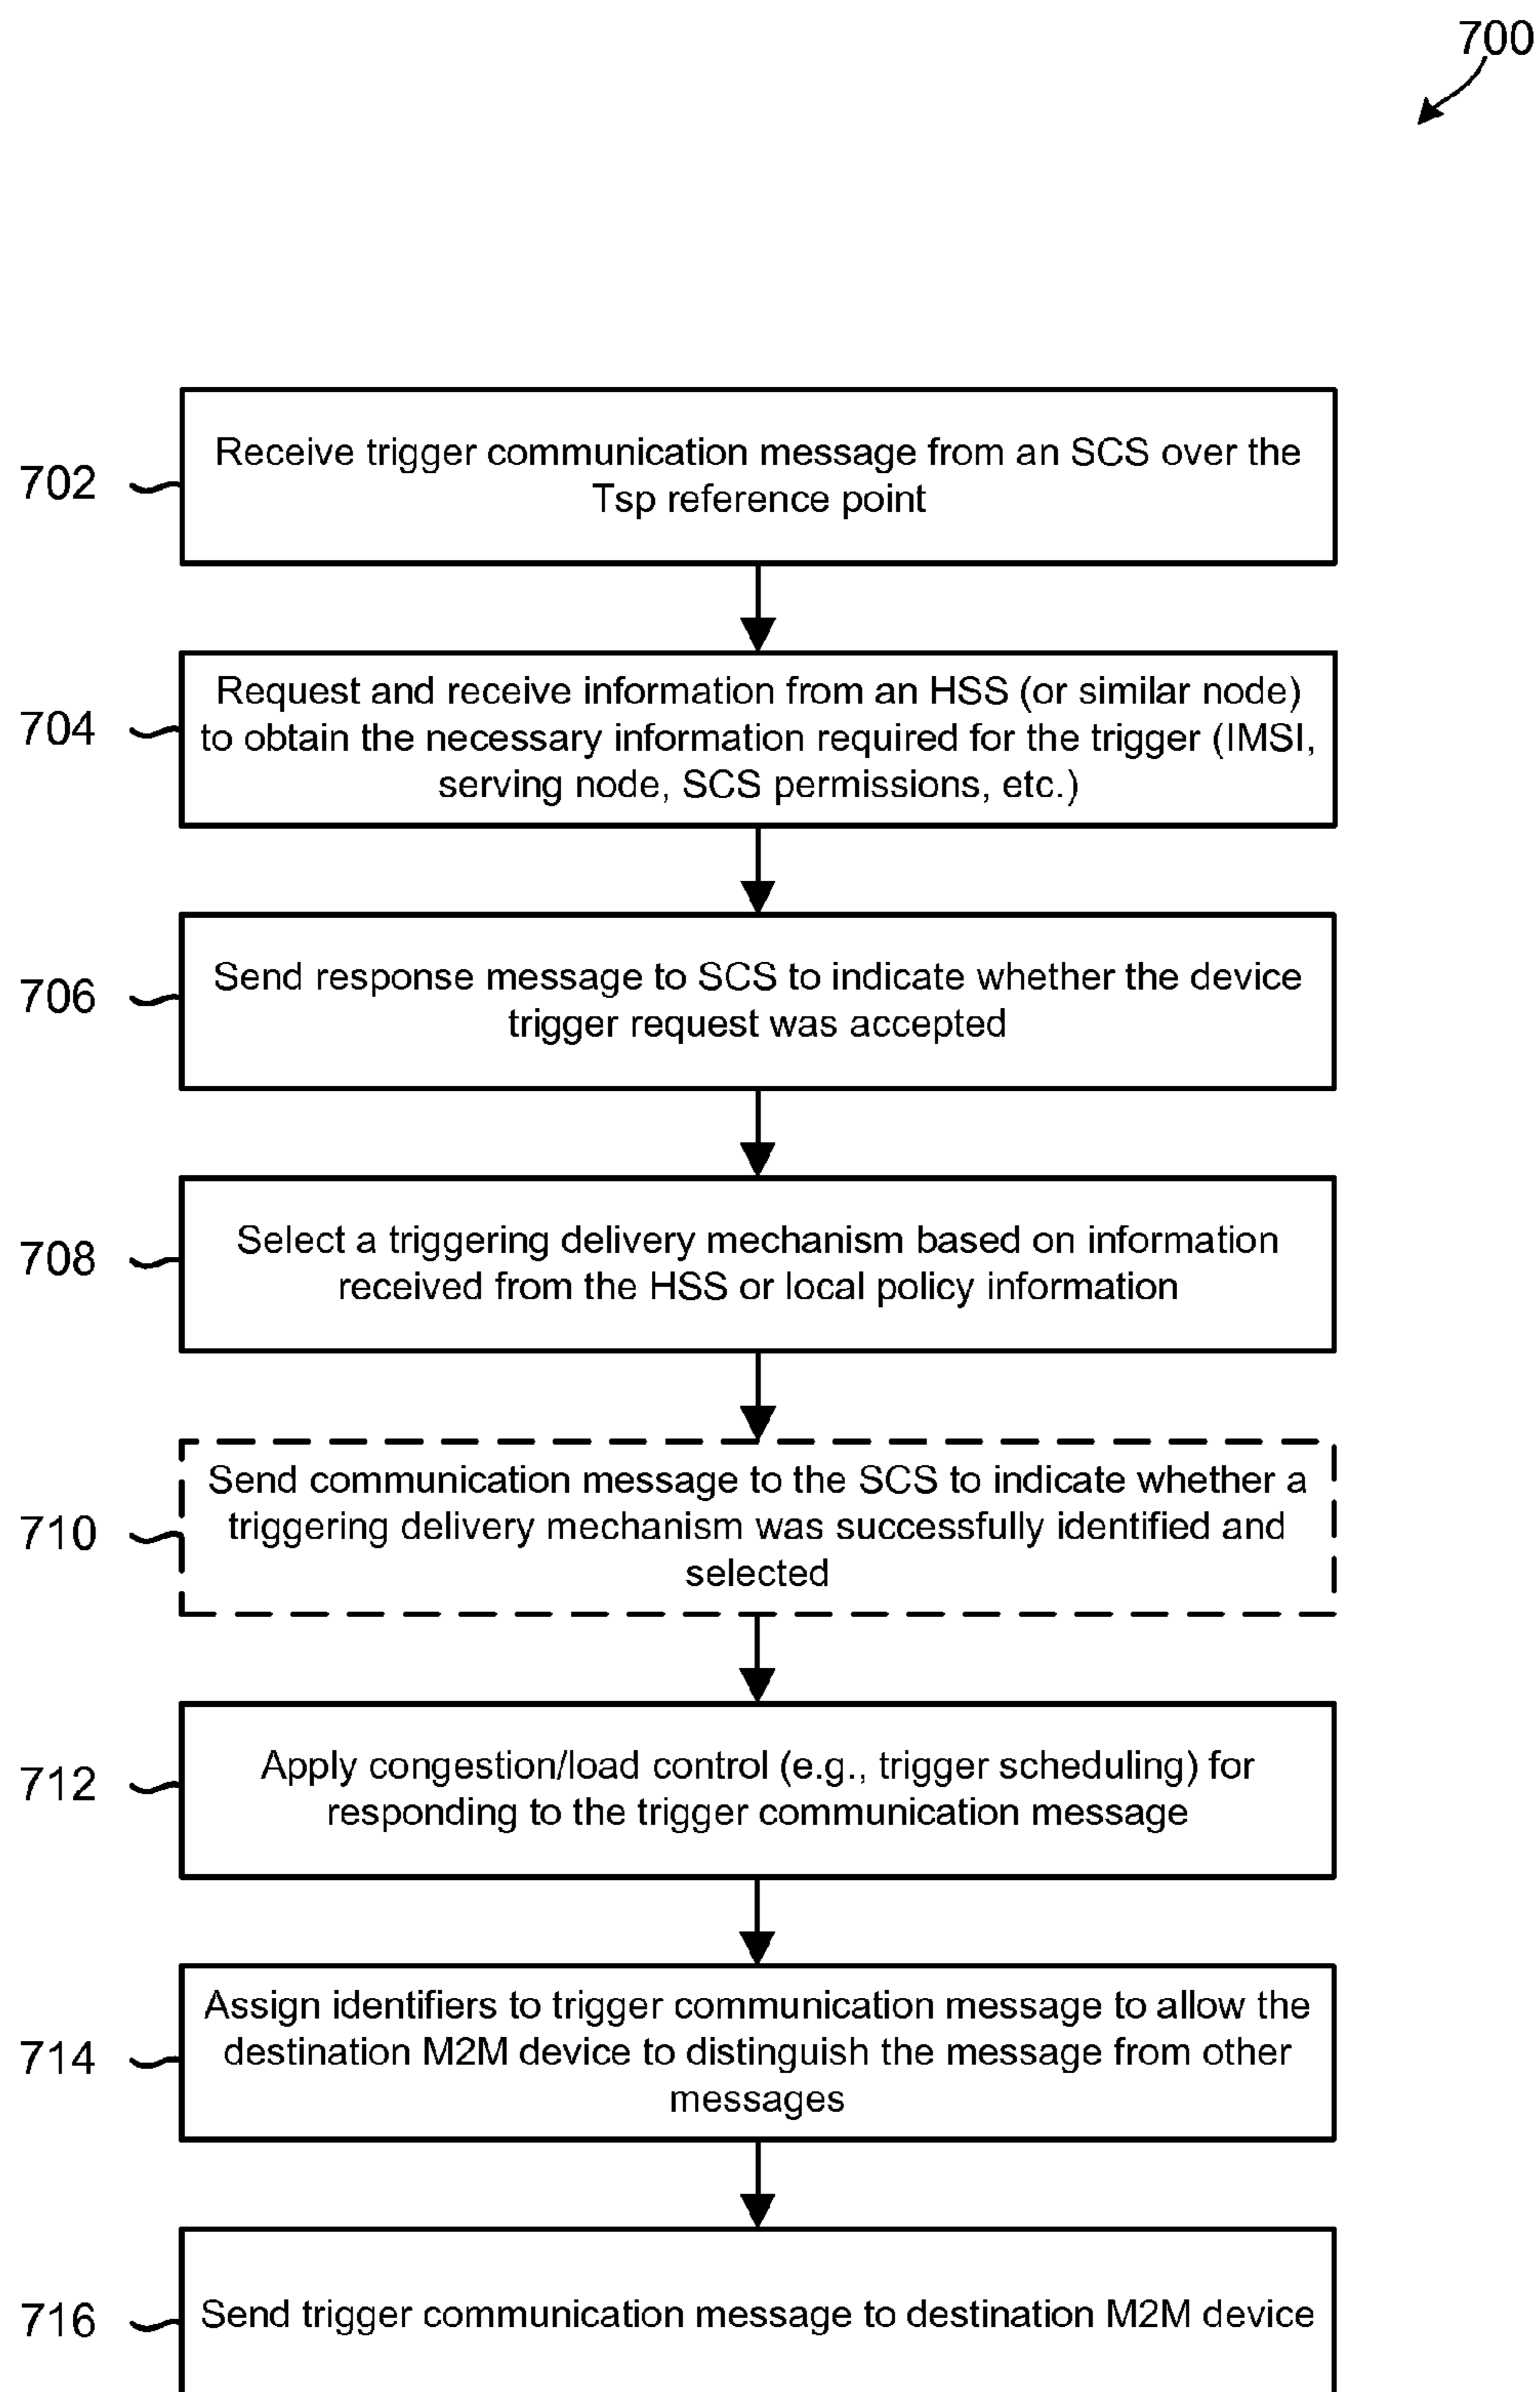 700
702
Receive trigger communication message from an SCS over the
Tsp reference point
704
Request and receive information from an HSS (or similar node)
to obtain the necessary information required for the trigger (IMSI,
serving node, SCS permissions, etc.)
706
Send response message to SCS to indicate whether the device
trigger request was accepted
708
Select a triggering delivery mechanism based on information
received from the HSS or local policy information
710
Send communication message to the SCS to indicate whether a
triggering delivery mechanism was successfully identified and
selected
712
Apply congestion/load control (e.g., trigger scheduling) for
responding to the trigger communication message
714
Assign identifiers to trigger communication message to allow the
destination M2M device to distinguish the message from other
messages
716
Send trigger communication message to destination M2M device